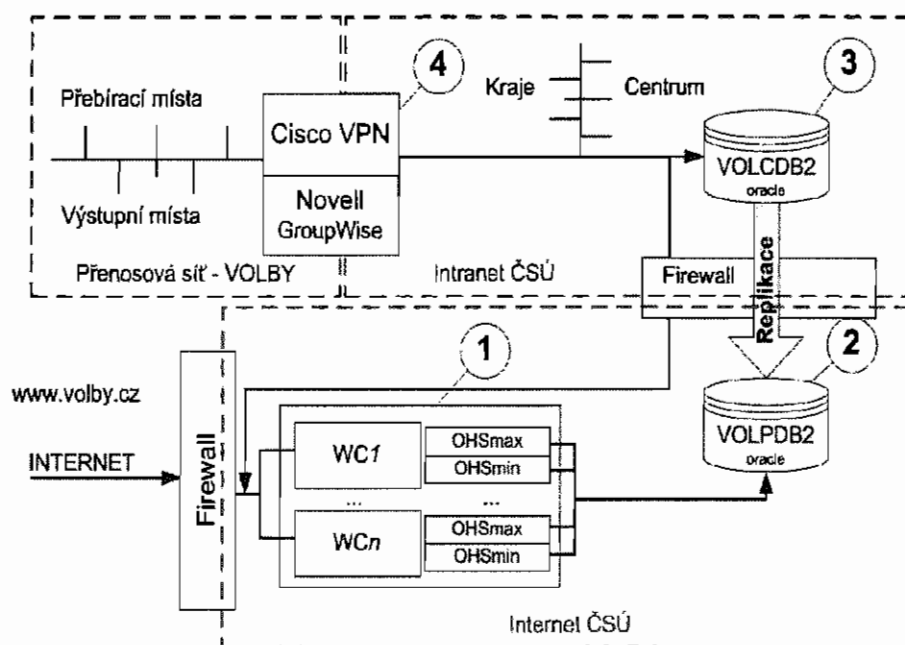 4
3
Přebírací místa
Kraje
Centrum
Cisco VPN
VOLCDB2
oracle
Výstupní místa
Novell
GroupWise
Přenosová síť - VOLBY
Intranet ČSÚ
Firewall
Replikace
1
2
www.volby.cz
INTERNET
Firewall
WC1
OHSmax
OHSmin
...
...
WCn
OHSmax
OHSmin
VOLPDB2
oracle
Internet ČSÚ